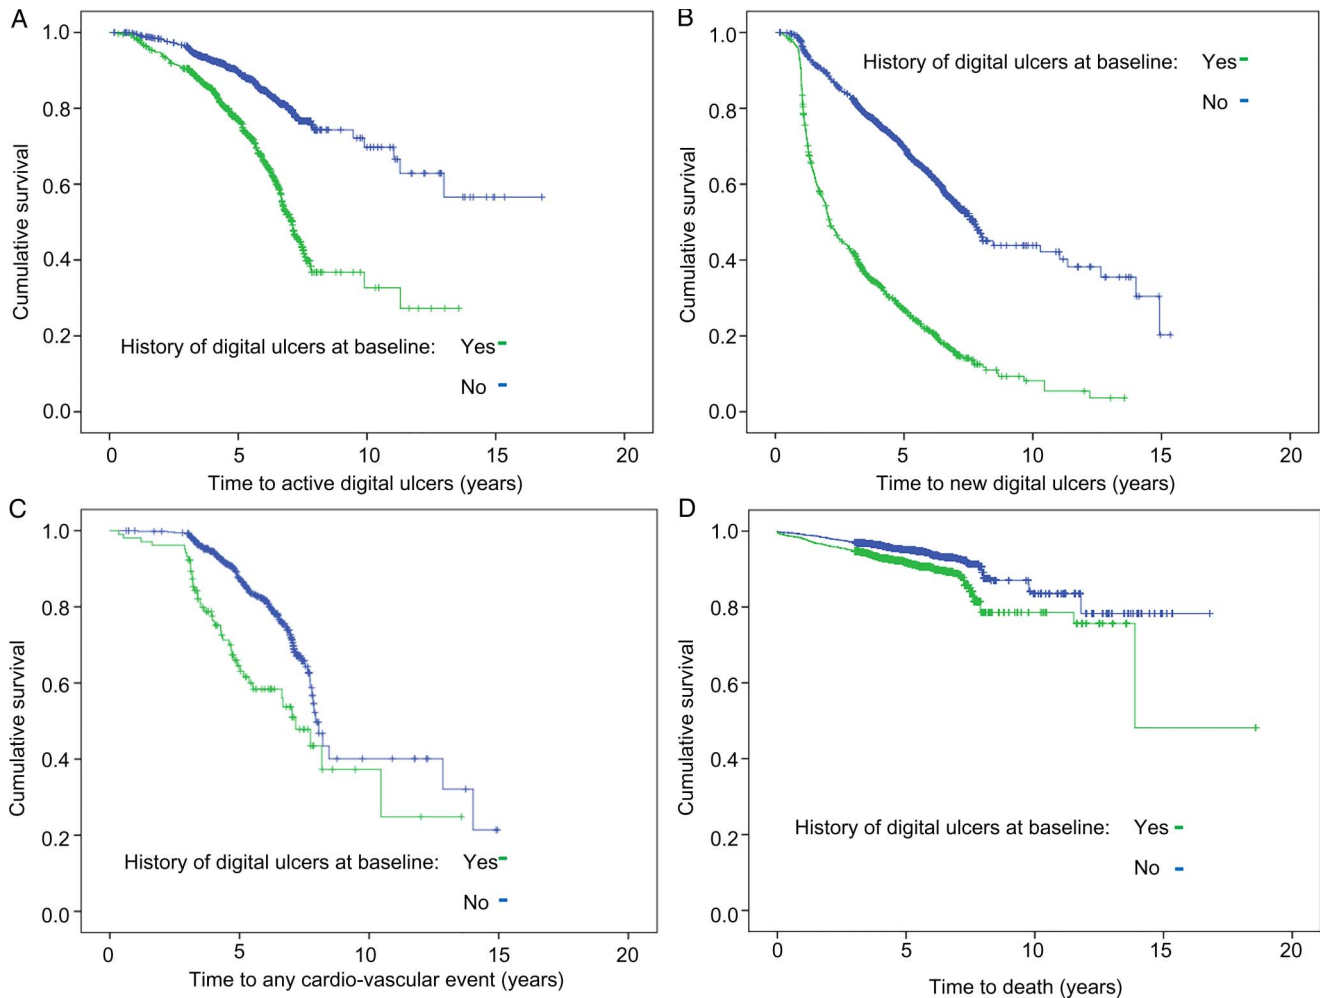 A
1.0
0.8
0.6
0.4
0.2
0.0
Cumulative survival
History of digital ulcers at baseline: Yes
No
0 5 10 15 20
Time to active digital ulcers (years)
B
1.0
0.8
0.6
0.4
0.2
0.0
Cumulative survival
History of digital ulcers at baseline: Yes
No
0 5 10 15 20
Time to new digital ulcers (years)
C
1.0
0.8
0.6
0.4
0.2
0.0
Cumulative survival
History of digital ulcers at baseline: Yes
No
0 5 10 15 20
Time to any cardio-vascular event (years)
D
1.0
0.8
0.6
0.4
0.2
0.0
Cumulative survival
History of digital ulcers at baseline: Yes
No
0 5 10 15 20
Time to death (years)